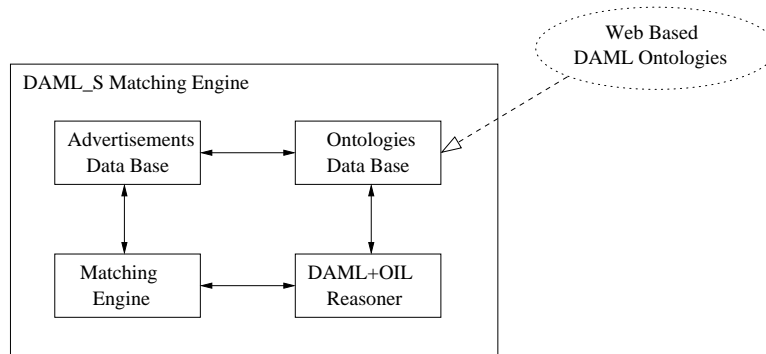 Web Based
DAML Ontologies
DAML_S Matching Engine
Advertisements
Data Base
Ontologies
Data Base
Matching
Engine
DAML+OIL
Reasoner